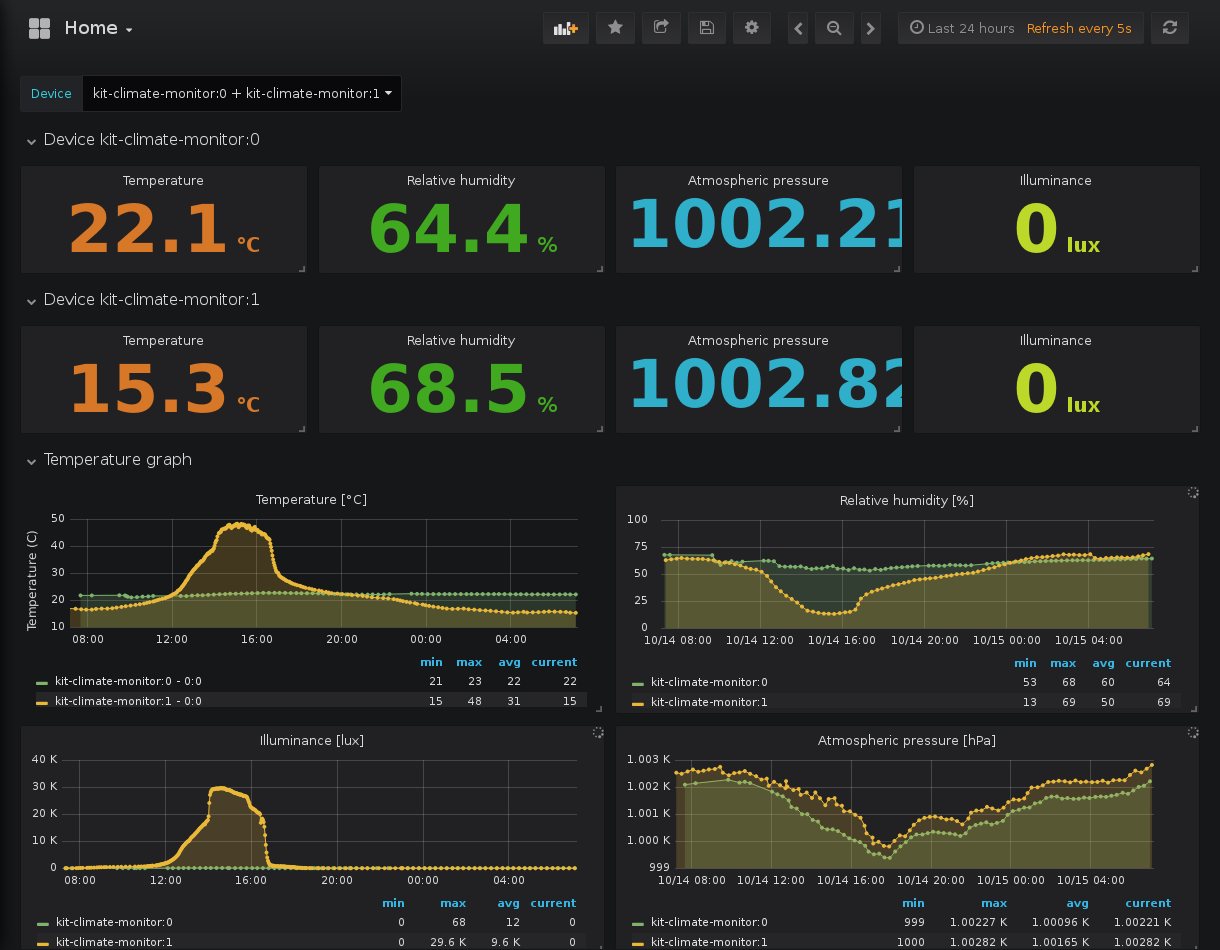 Home
Last 24 hours Refresh every 5s
Device kit-climate-monitor:0 + kit-climate-monitor:1
Device kit-climate-monitor:0
Temperature Relative humidity Atmospheric pressure Illuminance
22.1 °C 64.4 % 1002.21 0 lux
Device kit-climate-monitor:1
Temperature Relative humidity Atmospheric pressure Illuminance
15.3 °C 68.5 % 1002.82 0 lux
Temperature graph
Temperature [°C]
Temperature (C)
50
40
30
20
10
08:00 12:00 16:00 20:00 00:00 04:00
min max avg current
kit-climate-monitor:0 - 0:0 21 23 22 22
kit-climate-monitor:1 - 0:0 15 48 31 15
Relative humidity [%]
100
75
50
25
0
10/14 08:00 10/14 12:00 10/14 16:00 10/14 20:00 10/15 00:00 10/15 04:00
min max avg current
kit-climate-monitor:0 53 68 60 64
kit-climate-monitor:1 13 69 50 69
Illuminance [lux]
40 K
30 K
20 K
10 K
0
08:00 12:00 16:00 20:00 00:00 04:00
min max avg current
kit-climate-monitor:0 0 68 12 0
kit-climate-monitor:1 0 29.6 K 9.6 K 0
Atmospheric pressure [hPa]
1.003 K
1.002 K
1.001 K
1.000 K
999
10/14 08:00 10/14 12:00 10/14 16:00 10/14 20:00 10/15 00:00 10/15 04:00
min max avg current
kit-climate-monitor:0 999 1.00227 K 1.00096 K 1.00221 K
kit-climate-monitor:1 1000 1.00282 K 1.00165 K 1.00282 K